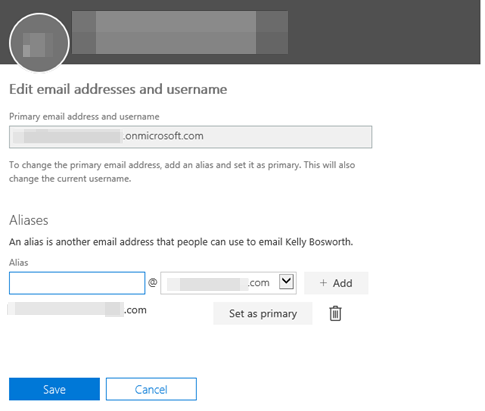 Edit email addresses and username
Primary email address and username
.onmicrosoft.com
To change the primary email address, add an alias and set it as primary. This will also
change the current username.
Aliases
An alias is another email address that people can use to email Kelly Bosworth.
Alias
@ .com + Add
.com Set as primary
Save Cancel